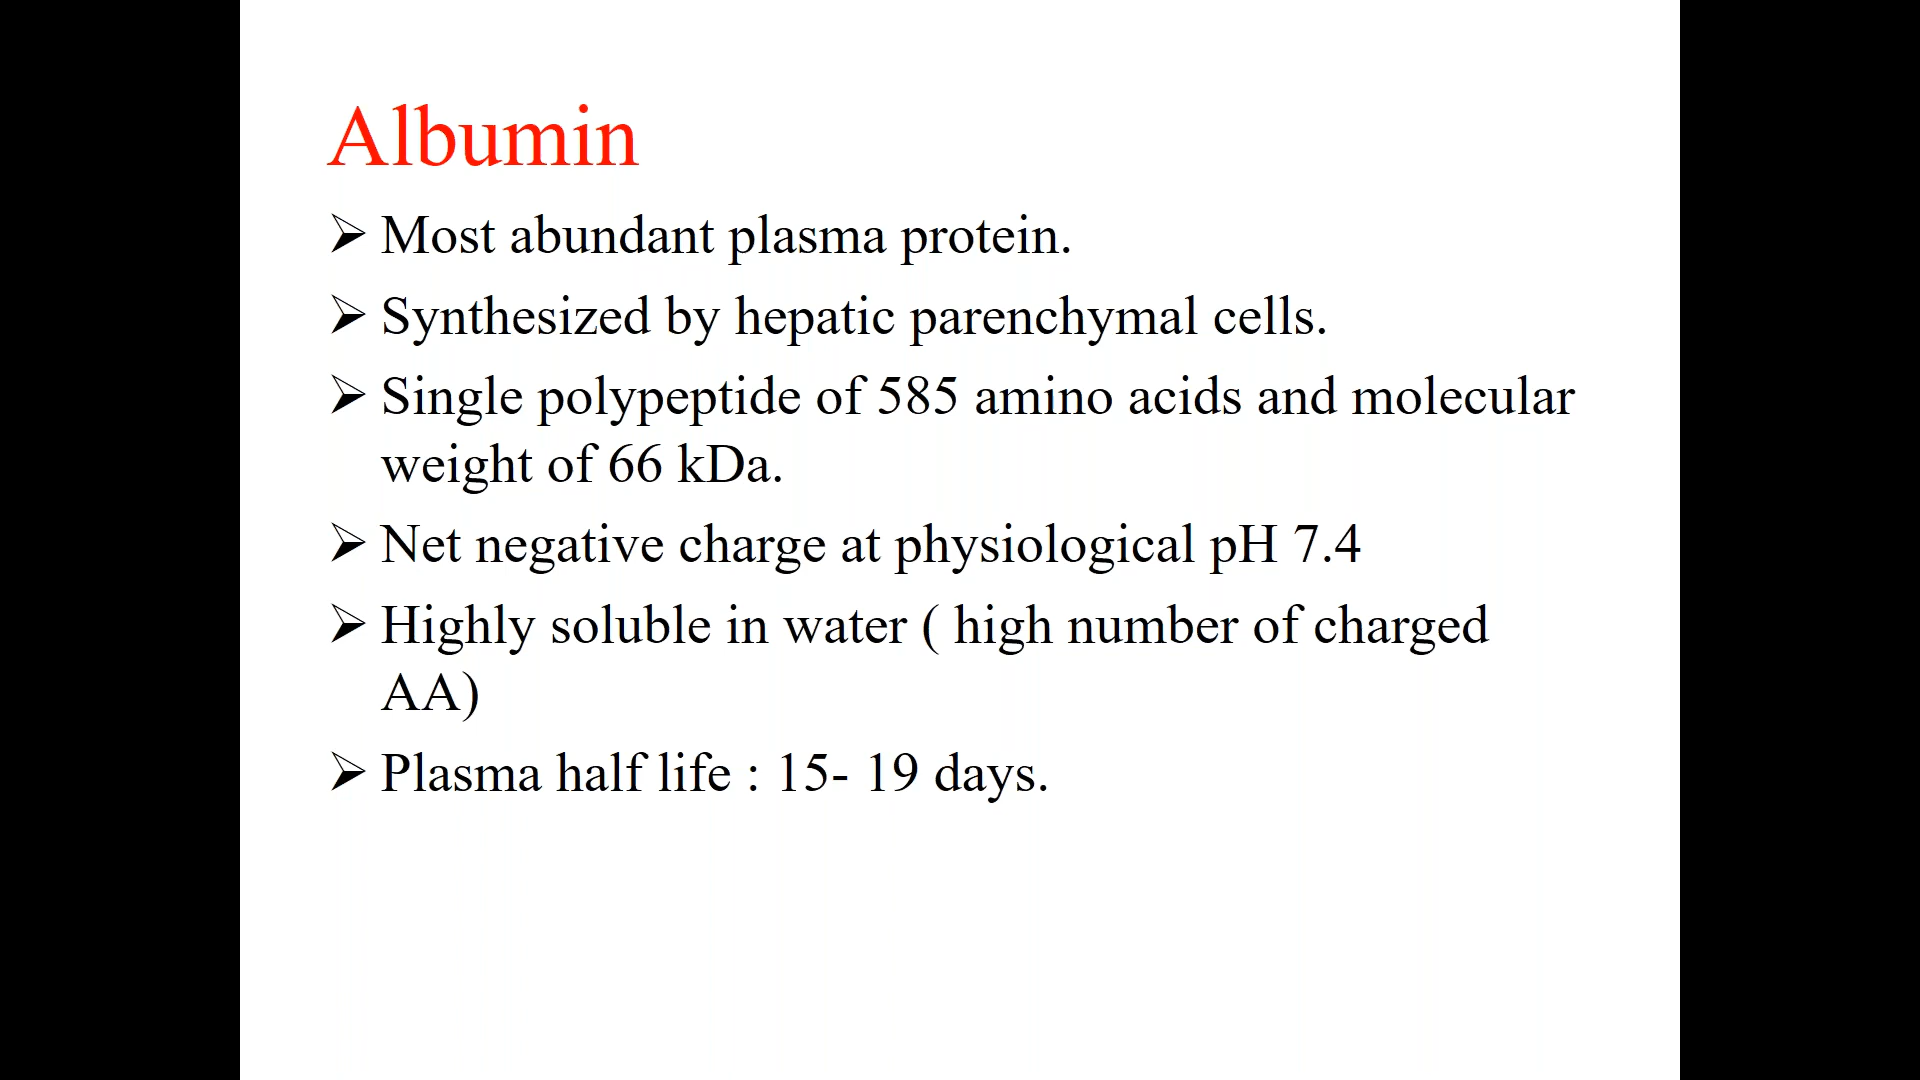 Albumin
➢ Most abundant plasma protein.
➢ Synthesized by hepatic parenchymal cells.
➢ Single polypeptide of 585 amino acids and molecular
weight of 66 kDa.
➢ Net negative charge at physiological pH 7.4
➢ Highly soluble in water ( high number of charged
AA)
➢ Plasma half life : 15- 19 days.